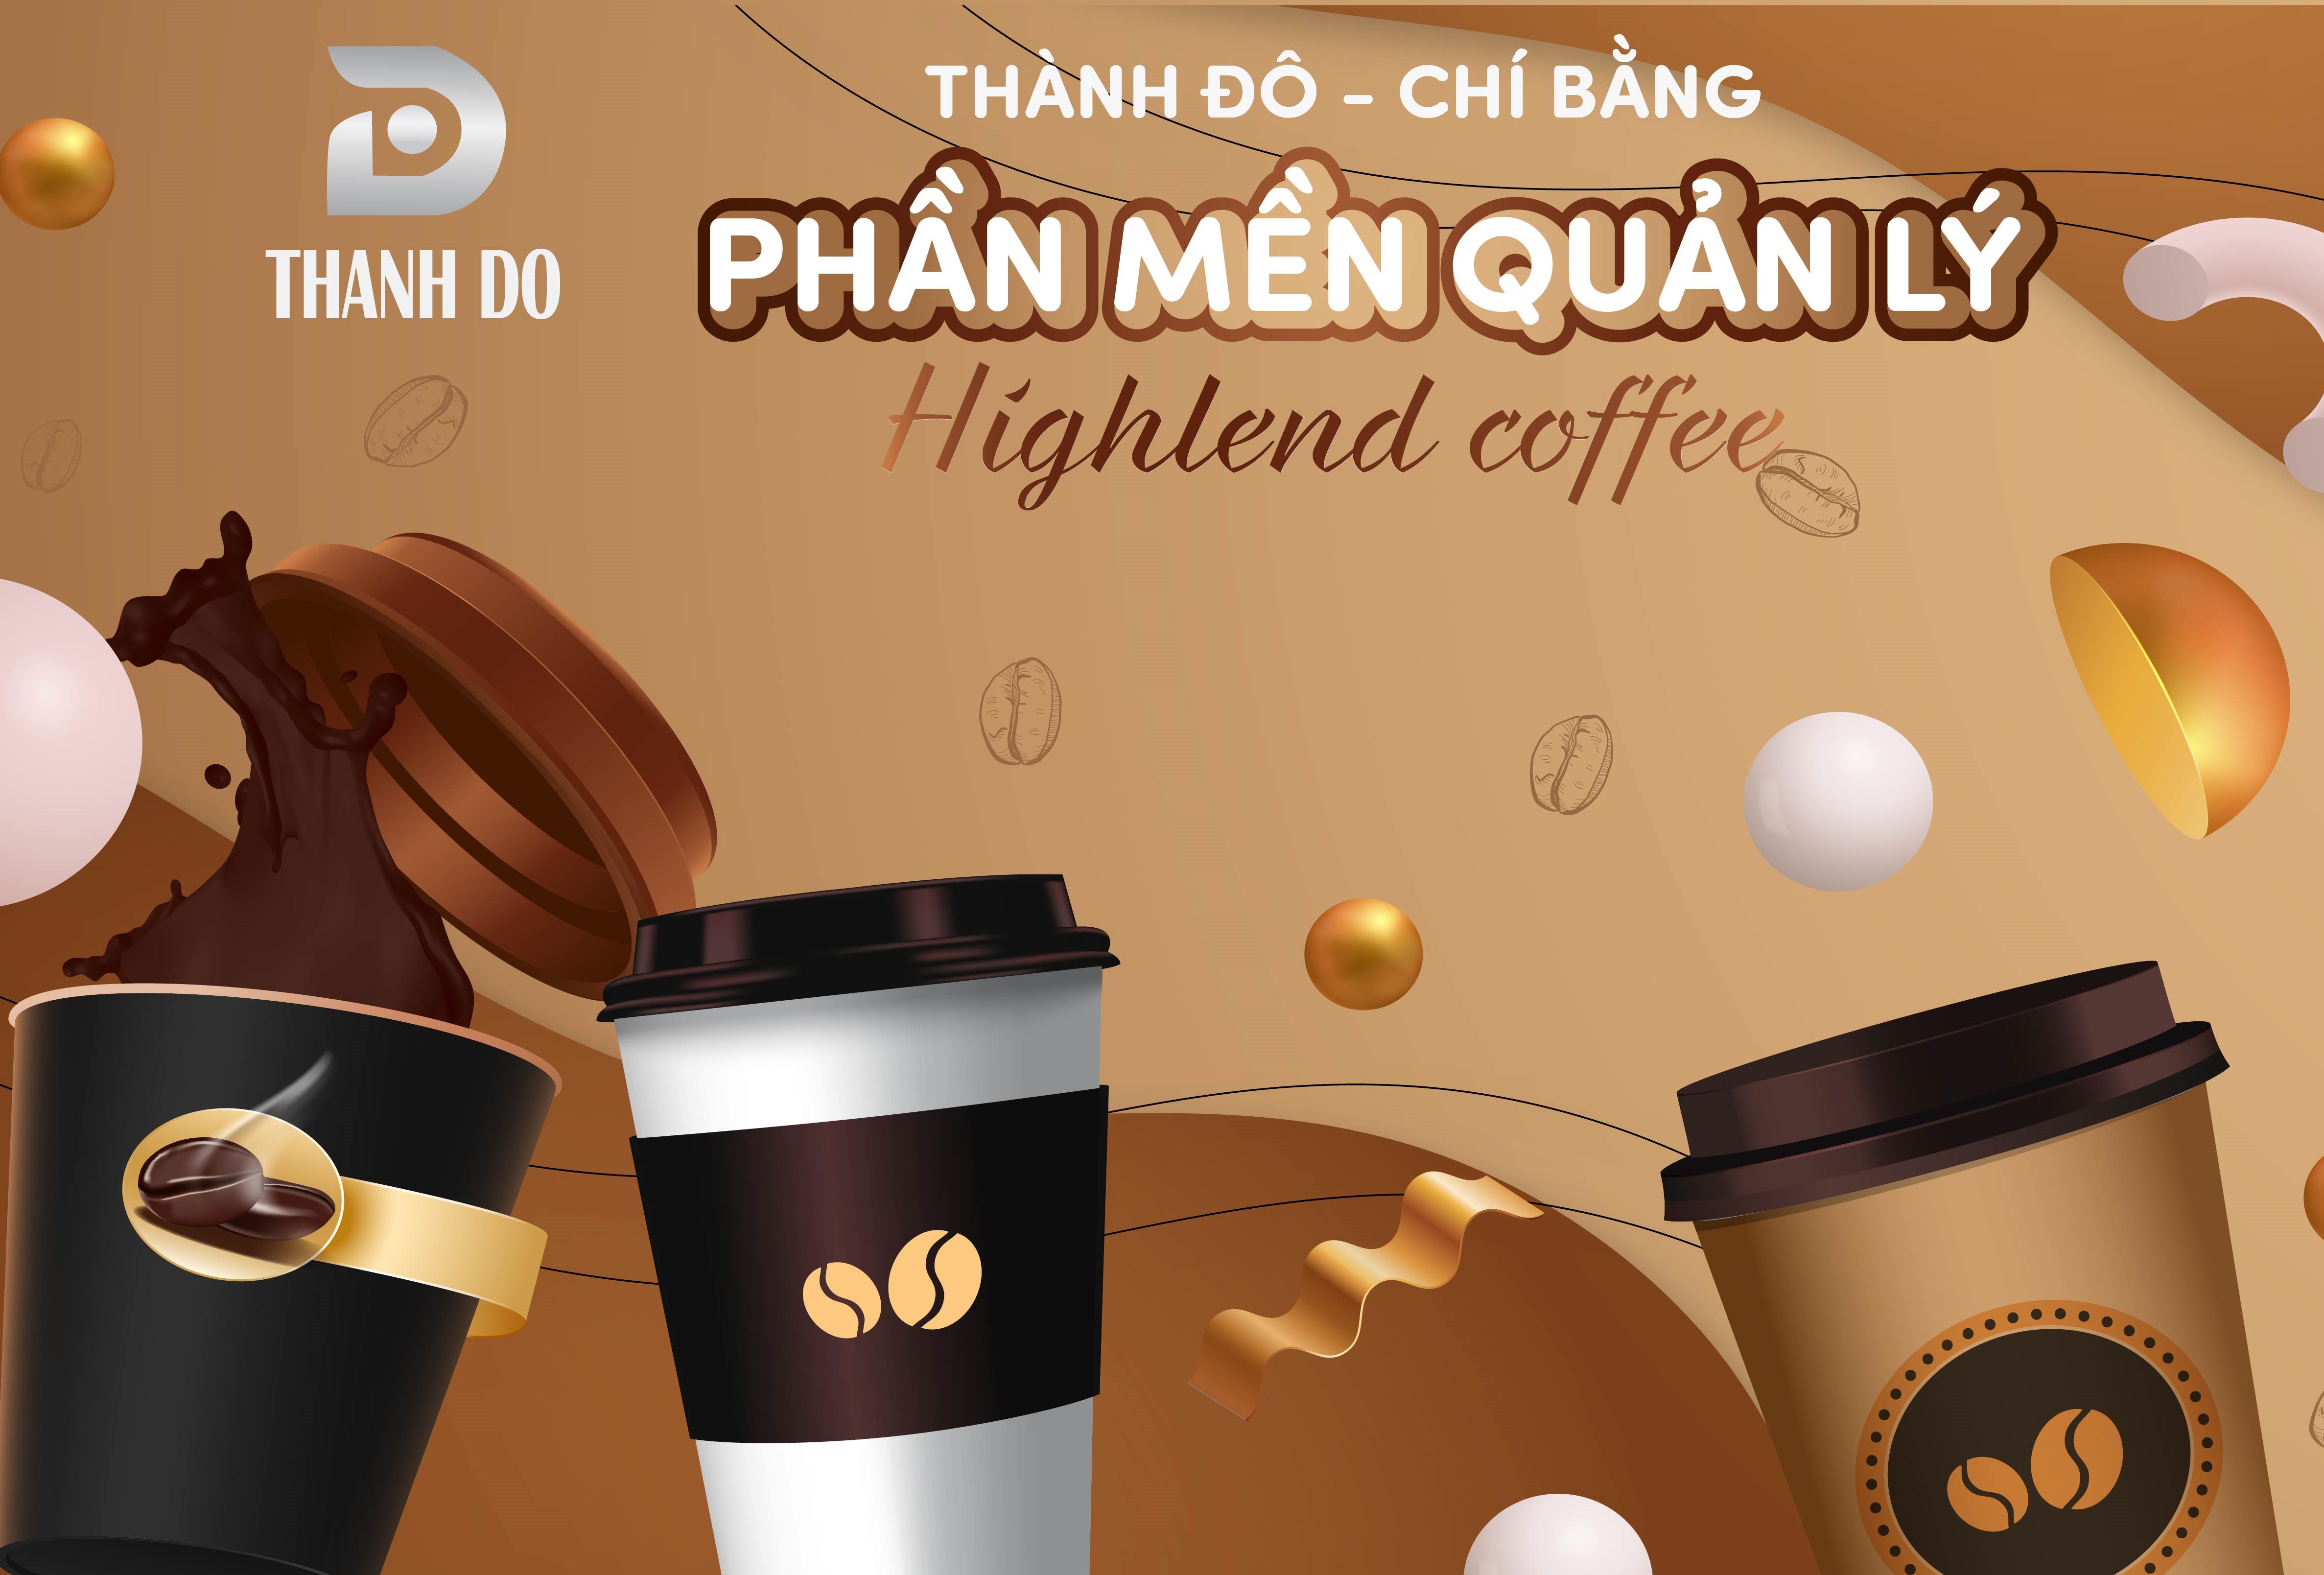 THANH DO
THÀNH ĐÔ – CHÍ BẰNG
PHẦN MỀN QUẢN LÝ
Highlend coffee